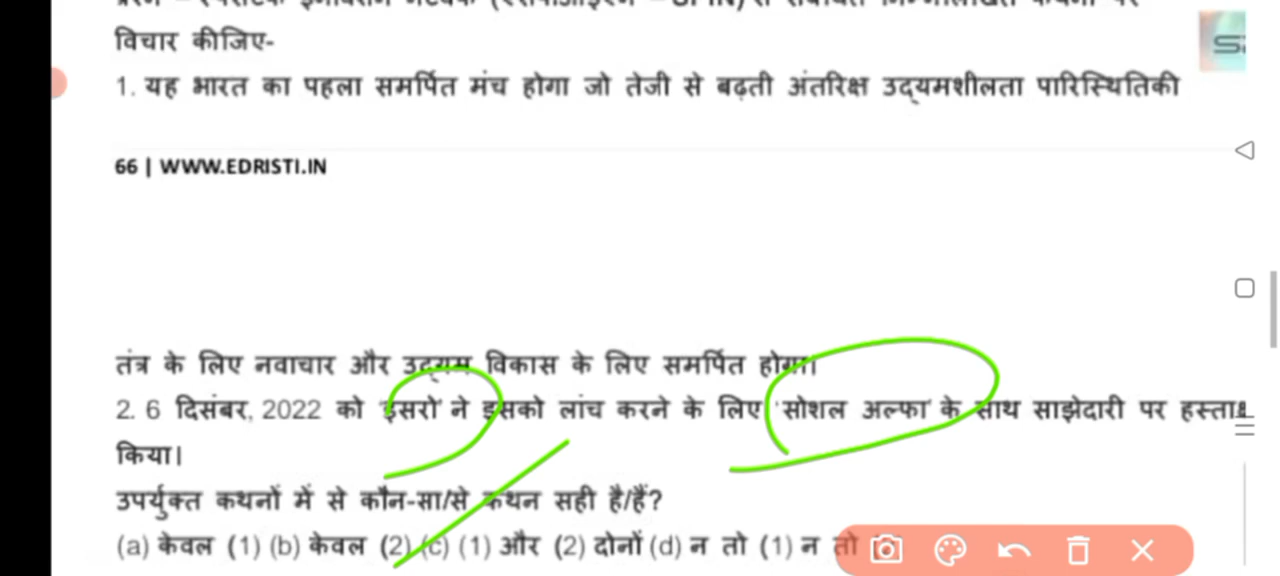 विचार कीजिए-
1. यह भारत का पहला समर्पित मंच होगा जो तेजी से बढ़ती अंतरिक्ष उद्यमशीलता पारिस्थितिकी
66 | WWW.EDRISTI.IN
तंत्र के लिए नवाचार और उद्यम विकास के लिए समर्पित होगा।
2. 6 दिसंबर, 2022 को 'इसरो' ने इसको लांच करने के लिए 'सोशल अल्फा' के साथ साझेदारी पर
किया।
उपर्युक्त कथनों में से कौन-सा/से कथन सही है/हैं?
(a) केवल (1) (b) केवल (2) (c) (1) और (2) दोनों (d) न तो (1) न तो